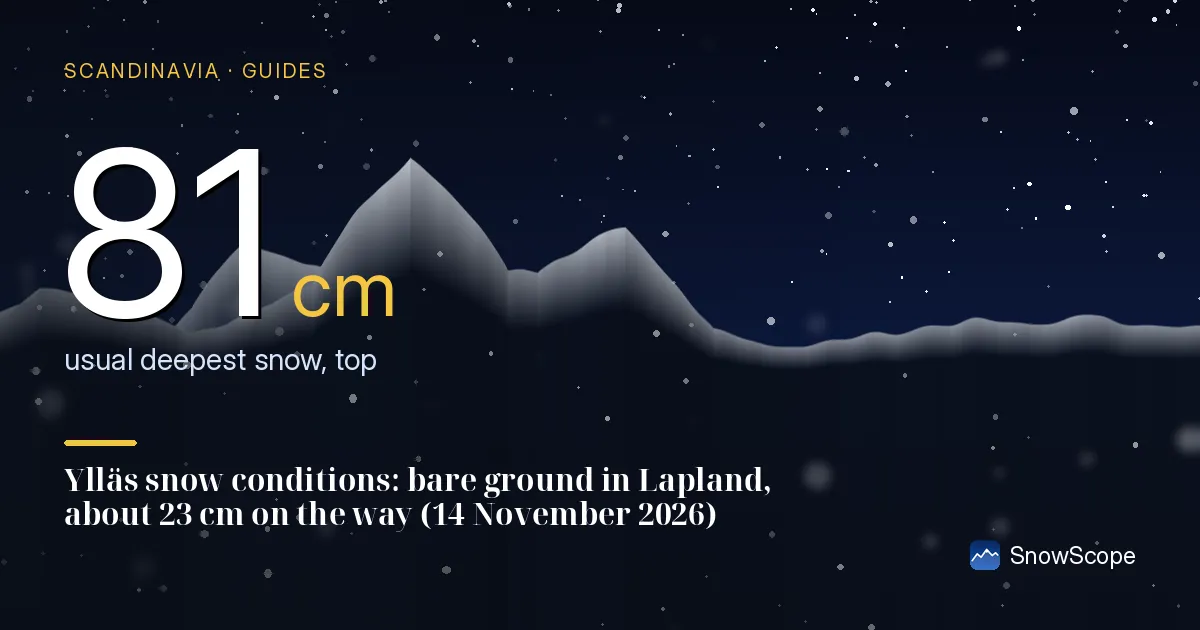 SCANDINAVIA · GUIDES
81 cm
usual deepest snow, top
Ylläs snow conditions: bare ground in Lapland,
about 23 cm on the way (14 November 2026)
SnowScope